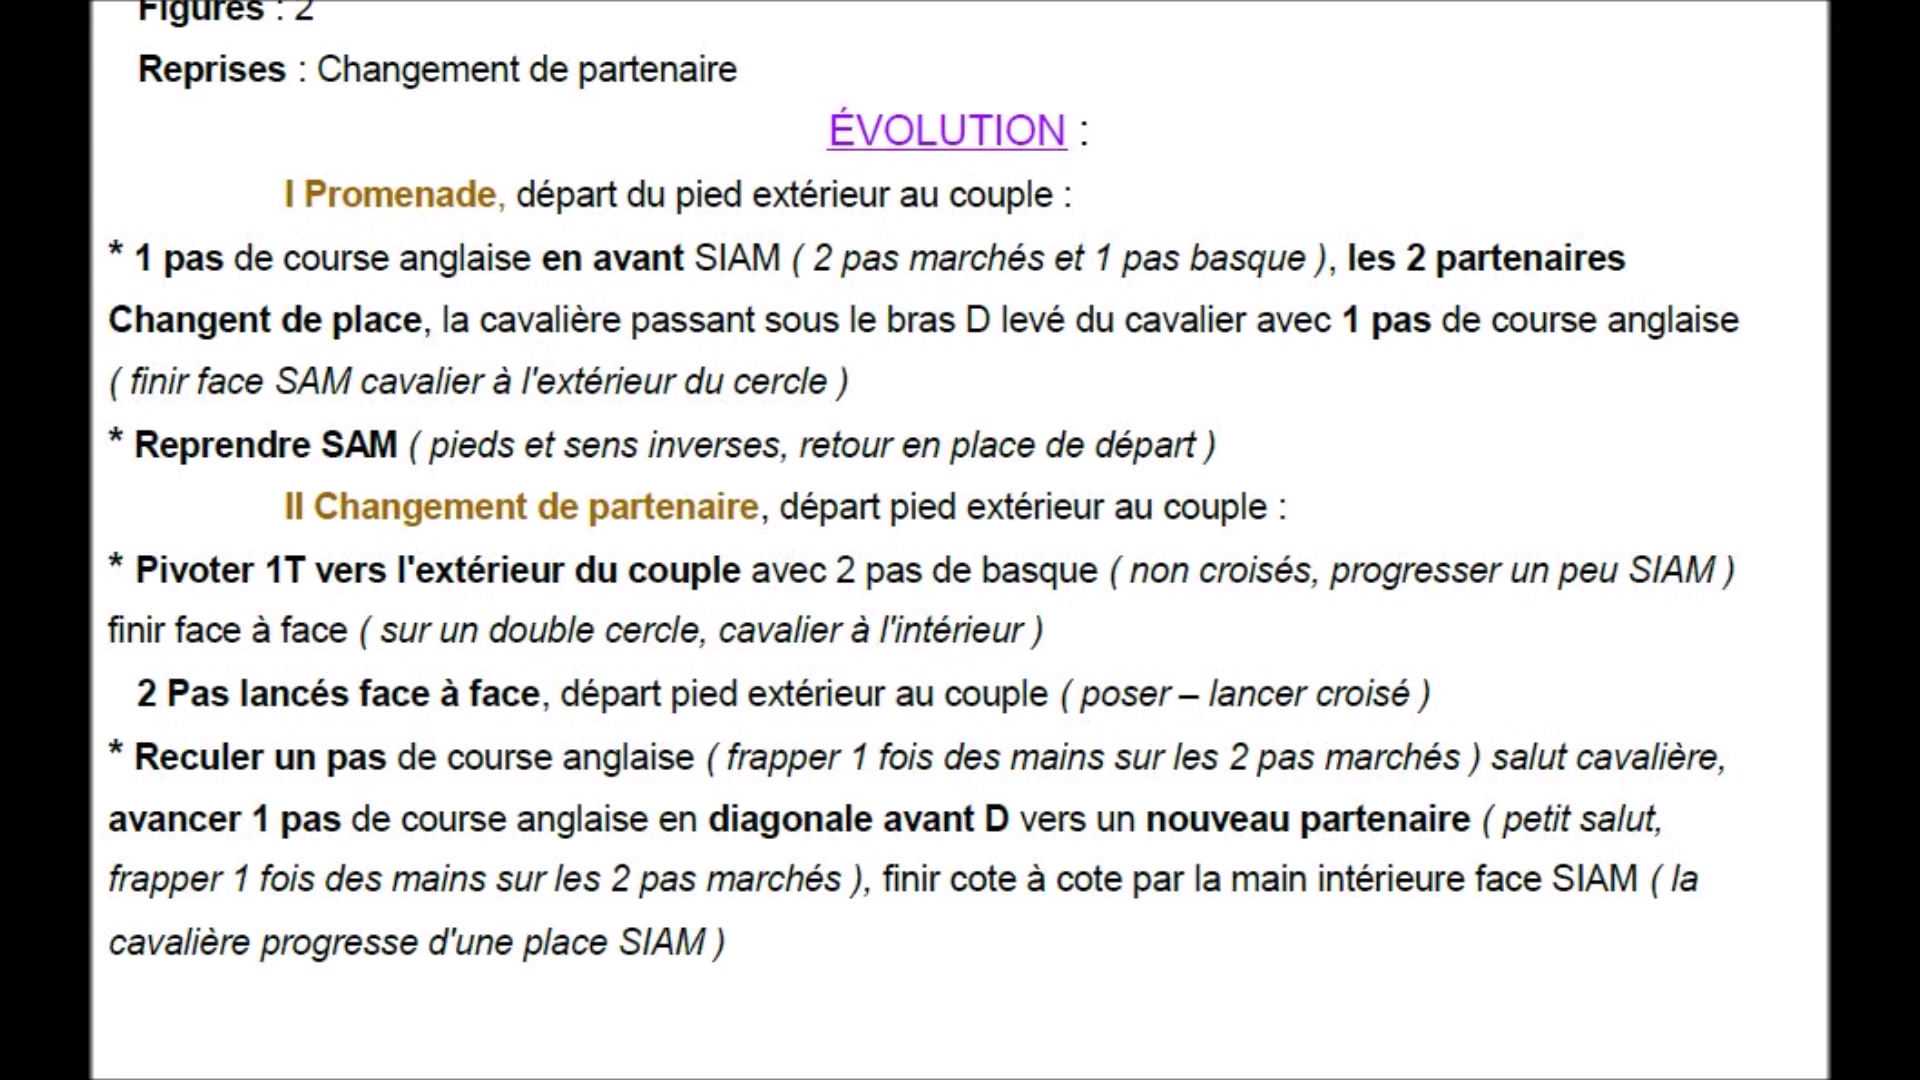 Figures : 2
Reprises : Changement de partenaire
ÉVOLUTION :
I Promenade, départ du pied extérieur au couple :
* 1 pas de course anglaise en avant SIAM ( 2 pas marchés et 1 pas basque ), les 2 partenaires
Changent de place, la cavalière passant sous le bras D levé du cavalier avec 1 pas de course anglaise
( finir face SAM cavalier à l'extérieur du cercle )
* Reprendre SAM ( pieds et sens inverses, retour en place de départ )
II Changement de partenaire, départ pied extérieur au couple :
* Pivoter 1T vers l'extérieur du couple avec 2 pas de basque ( non croisés, progresser un peu SIAM )
finir face à face ( sur un double cercle, cavalier à l'intérieur )
2 Pas lancés face à face, départ pied extérieur au couple ( poser – lancer croisé )
* Reculer un pas de course anglaise ( frapper 1 fois des mains sur les 2 pas marchés ) salut cavalière,
avancer 1 pas de course anglaise en diagonale avant D vers un nouveau partenaire ( petit salut,
frapper 1 fois des mains sur les 2 pas marchés ), finir cote à cote par la main intérieure face SIAM ( la
cavalière progresse d'une place SIAM )